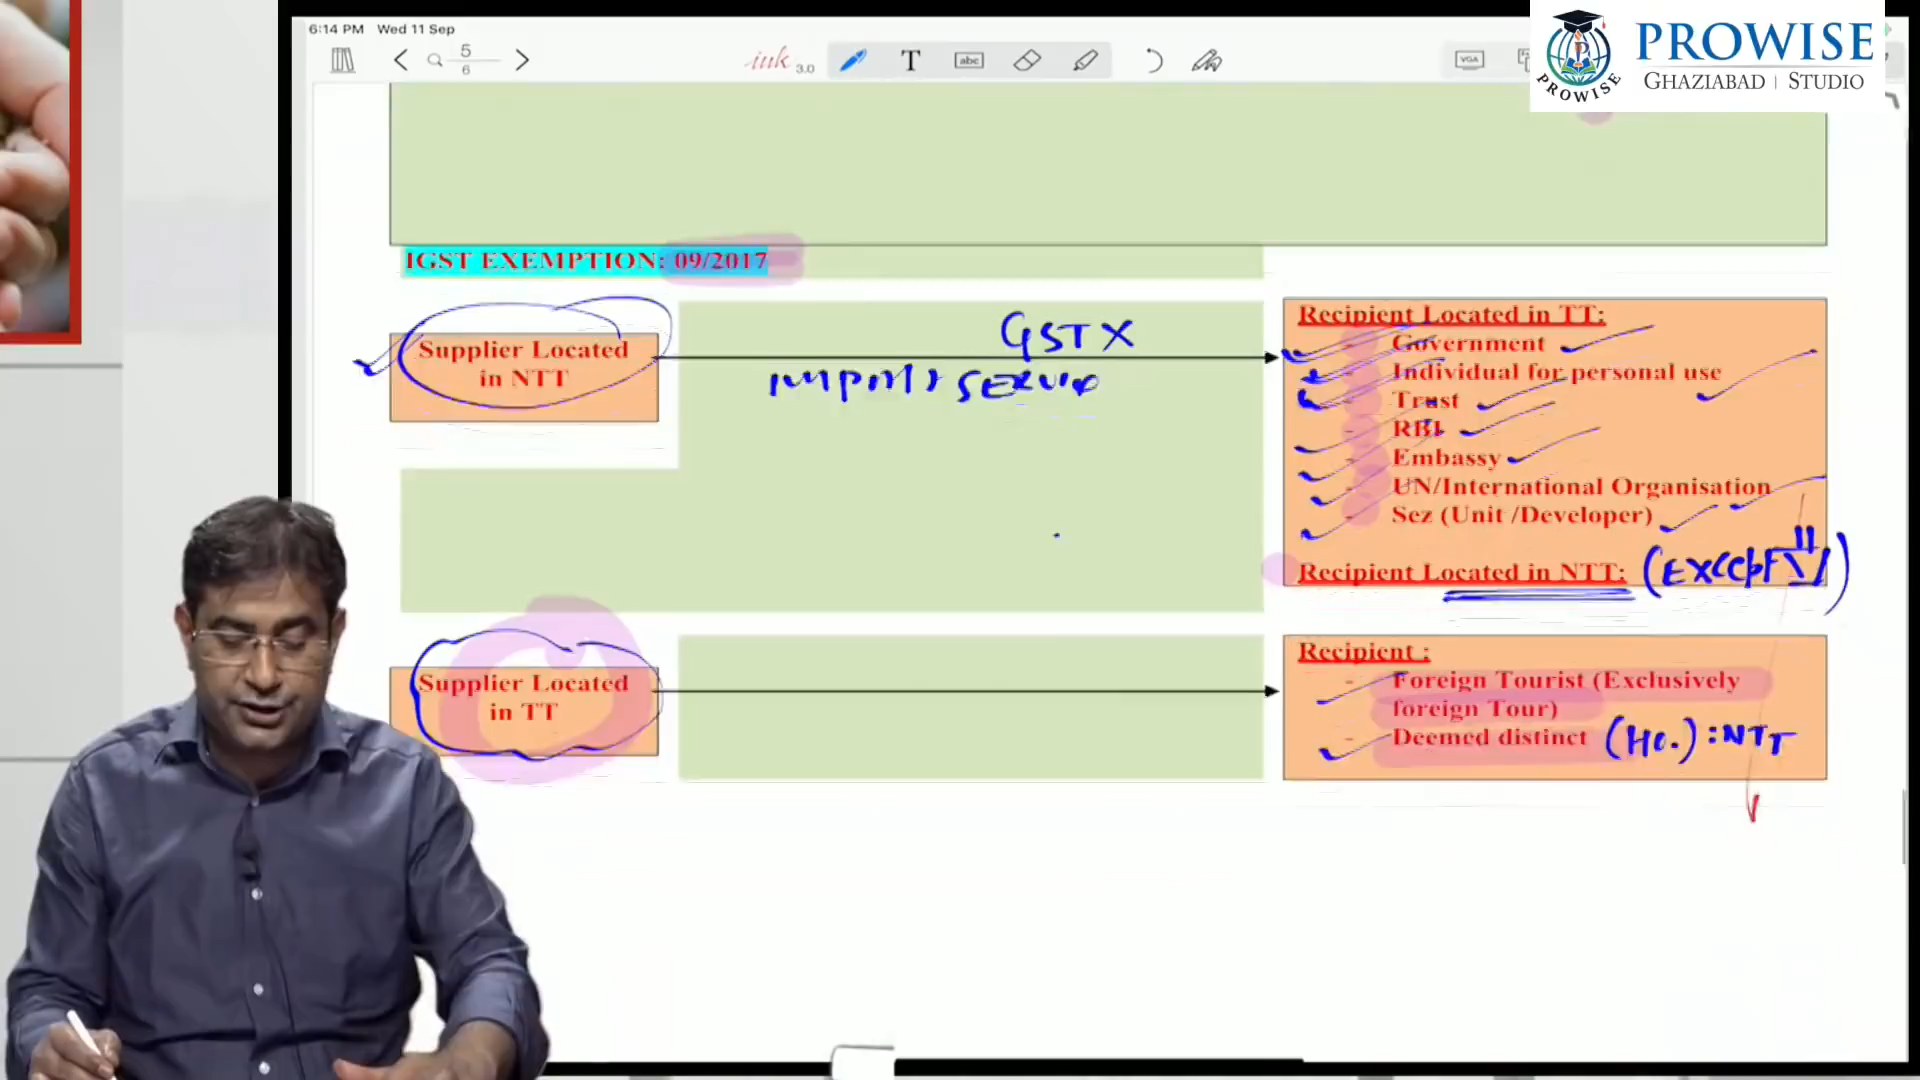 6:14 PM Wed 11 Sep
5
6
ink 3.0
T
abc
VGA
PROWISE
GHAZIABAD | STUDIO
PROWISE
IGST EXEMPTION: 09/2017
Supplier Located
in NTT
GST X
Recipient Located in TT:
- Government
- Individual for personal use
- Trust
- RBI
- Embassy
- UN/International Organisation
- Sez (Unit /Developer)
Recipient Located in NTT:
Supplier Located
in TT
Recipient :
- Foreign Tourist (Exclusively
foreign Tour)
- Deemed distinct (HO.) : NTT